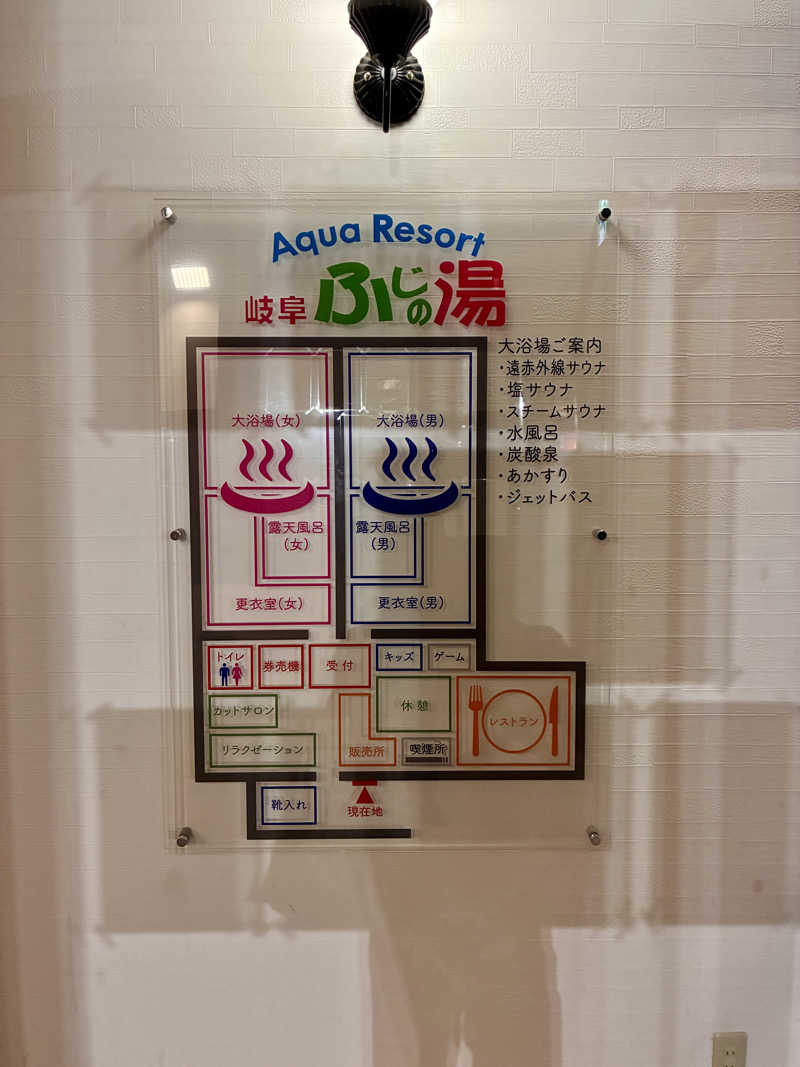 Aqua Resort
岐阜 ふじの湯
大浴場ご案内
・遠赤外線サウナ
・塩サウナ
・スチームサウナ
・水風呂
・炭酸泉
・あかすり
・ジェットバス
大浴場(女)
大浴場(男)
露天風呂
(女)
露天風呂
(男)
更衣室(女)
更衣室(男)
トイレ
券売機
受付
キッズ
ゲーム
カットサロン
休憩
レストラン
リラクゼーション
販売所
喫煙所
靴入れ
現在地